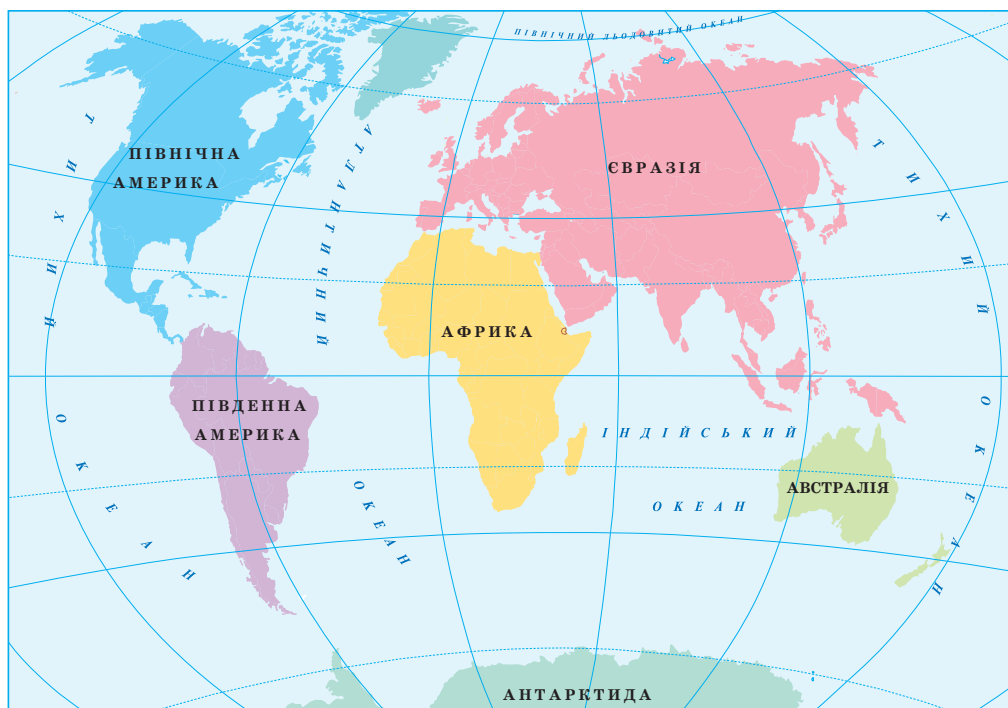 ПІВНІЧНИЙ ЛЬОДОВИТИЙ ОКЕАН
ПІВНІЧНА
АМЕРИКА
ЄВРАЗІЯ
ТИХИЙ
АТЛАНТИЧНИЙ
ТИХИЙ
АФРИКА
ПІВДЕННА
АМЕРИКА
ІНДІЙСЬКИЙ
ОКЕАН
АВСТРАЛІЯ
ОКЕАН
ОКЕАН
ОКЕАН
АНТАРКТИДА